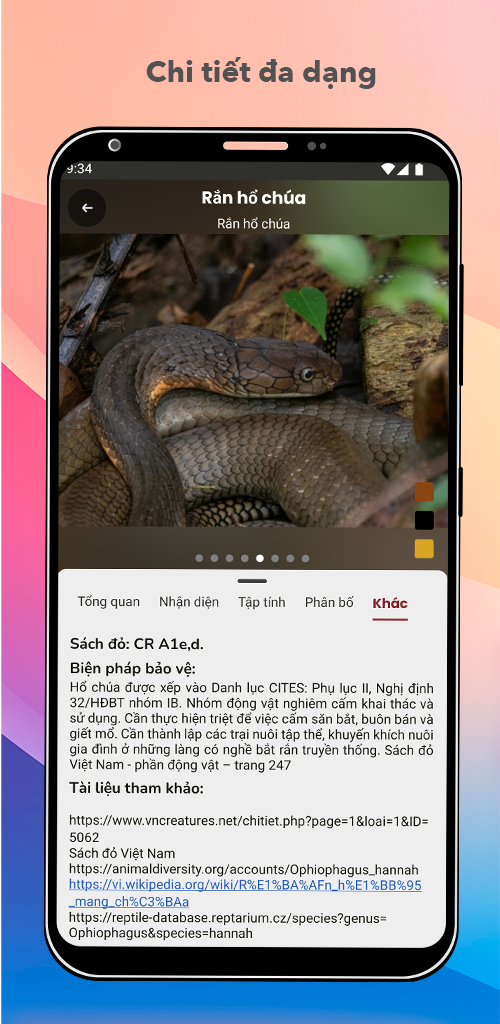 Chi tiết đa dạng
9:34
Rắn hổ chúa
Rắn hổ chúa
Tổng quan Nhận diện Tập tính Phân bố Khác
Sách đỏ: CR A1e,d.
Biện pháp bảo vệ:
Hổ chúa được xếp vào Danh lục CITES: Phụ lục II, Nghị định
32/HĐBT nhóm IB. Nhóm động vật nghiêm cấm khai thác và
sử dụng. Cần thực hiện triệt để việc cấm săn bắt, buôn bán và
giết mổ. Cần thành lập các trại nuôi tập thể, khuyến khích nuôi
gia đình ở những làng có nghề bắt rắn truyền thống. Sách đỏ
Việt Nam - phần động vật – trang 247
Tài liệu tham khảo:
https://www.vncreatures.net/chitiet.php?page=1&loai=1&ID=
5062
Sách đỏ Việt Nam
https://animaldiversity.org/accounts/Ophiophagus_hannah
https://vi.wikipedia.org/wiki/R%E1%BA%AFn_h%E1%BB%95
_mang_ch%C3%BAa
https://reptile-database.reptarium.cz/species?genus=
Ophiophagus&species=hannah